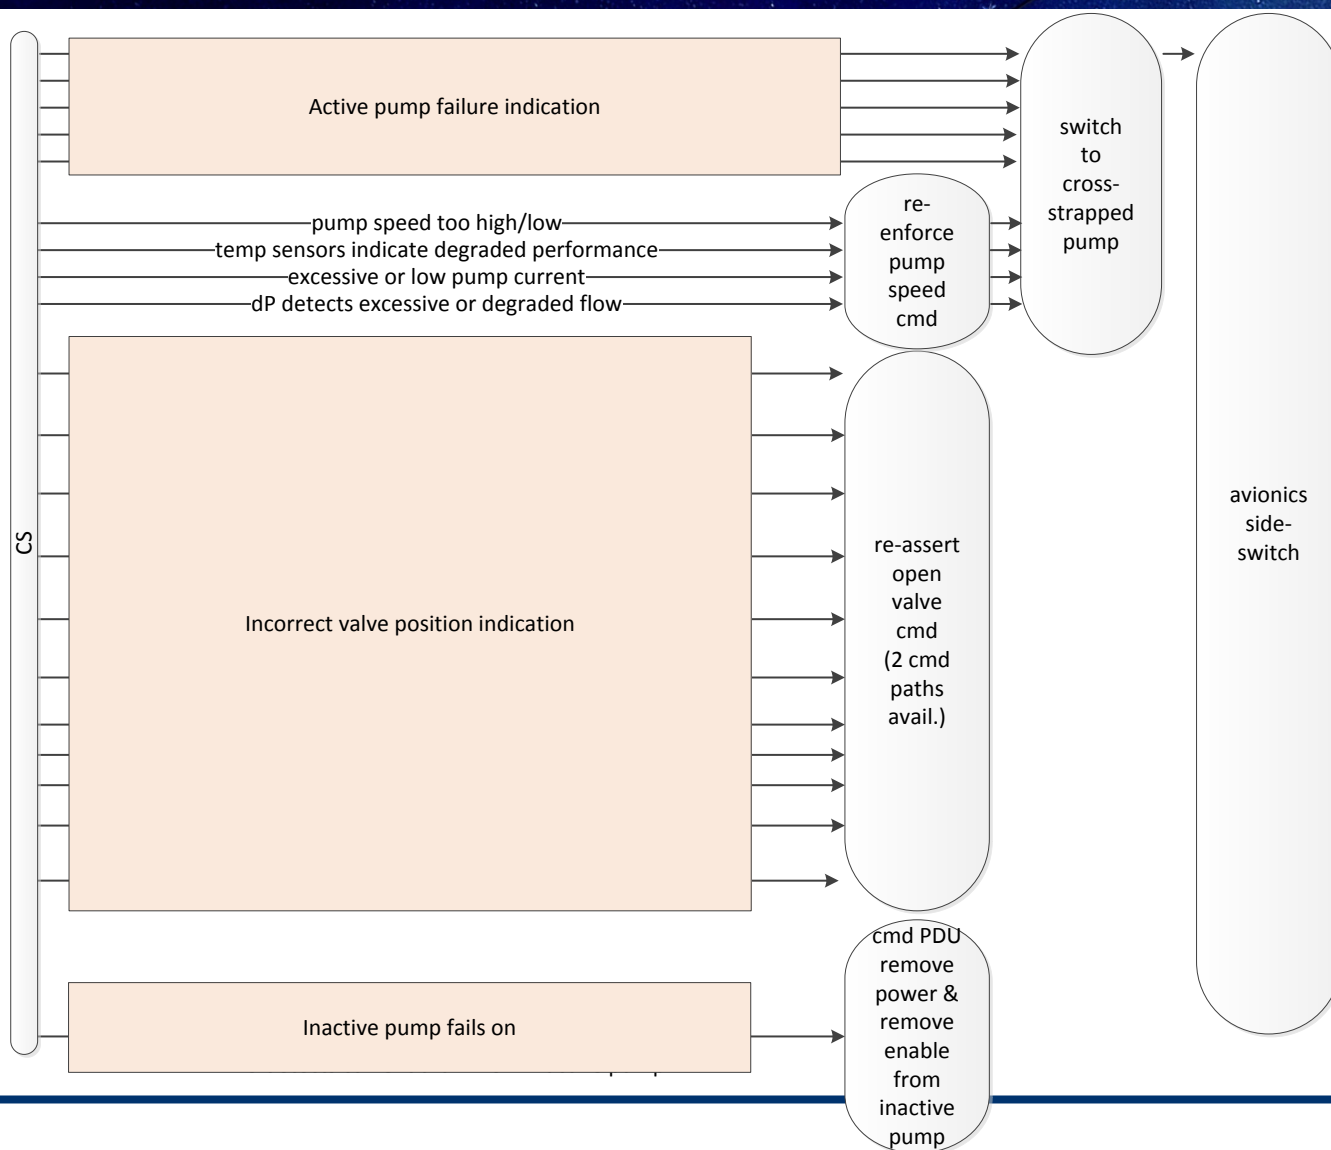 CS
Active pump failure indication
pump speed too high/low
temp sensors indicate degraded performance
excessive or low pump current
dP detects excessive or degraded flow
re-
enforce
pump
speed
cmd
switch
to
cross-
strapped
pump
avionics
side-
switch
Incorrect valve position indication
re-assert
open
valve
cmd
(2 cmd
paths
avail.)
Inactive pump fails on
cmd PDU
remove
power &
remove
enable
from
inactive
pump